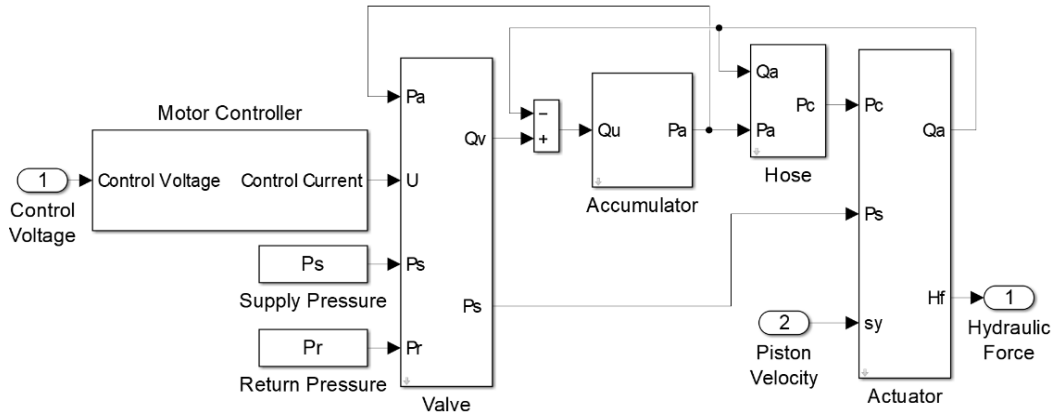 Motor Controller
1
Control
Voltage
Control Voltage
Control Current
Ps
Supply Pressure
Pr
Return Pressure
Pa
U
Ps
Pr
Qv
Ps
Valve
−
+
Qu
Pa
Accumulator
Qa
Pa
Pc
Hose
2
Piston
Velocity
Pc
Ps
sy
Qa
Hf
Actuator
1
Hydraulic
Force